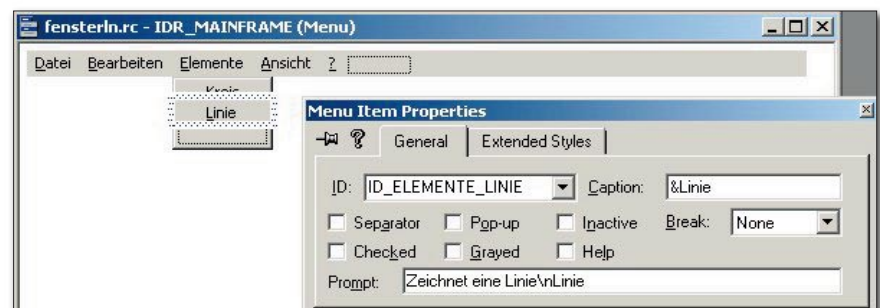 fensterln.rc - IDR_MAINFRAME (Menu)
Datei Bearbeiten Elemente Ansicht ?
Kreis
Linie
Menu Item Properties
General Extended Styles
ID: ID_ELEMENTE_LINIE Caption: &Linie
Separator Pop-up Inactive Break: None
Checked Grayed Help
Prompt: Zeichnet eine Linie\nLinie